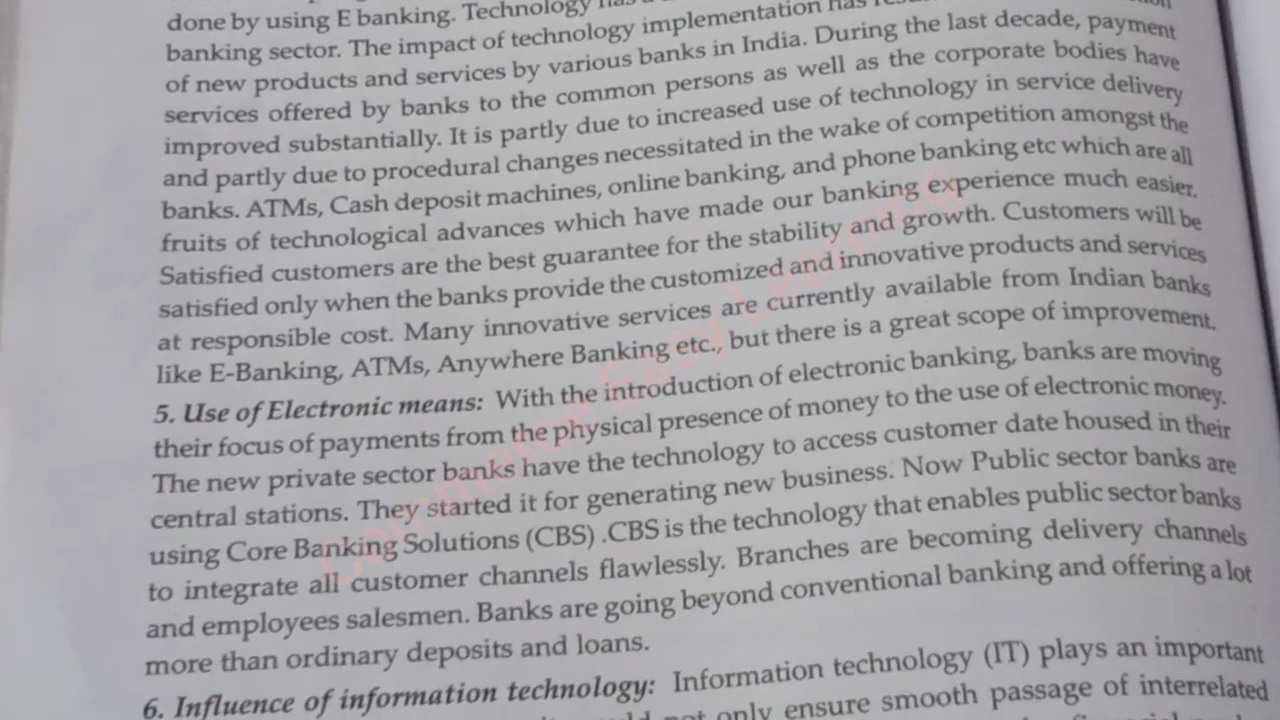 done by using E banking. Technology
banking sector. The impact of technology implementation has
of new products and services by various banks in India. During the last decade, payment
services offered by banks to the common persons as well as the corporate bodies have
improved substantially. It is partly due to increased use of technology in service delivery
and partly due to procedural changes necessitated in the wake of competition amongst the
banks. ATMs, Cash deposit machines, online banking, and phone banking etc which are all
fruits of technological advances which have made our banking experience much easier.
Satisfied customers are the best guarantee for the stability and growth. Customers will be
satisfied only when the banks provide the customized and innovative products and services
at responsible cost. Many innovative services are currently available from Indian banks
like E-Banking, ATMs, Anywhere Banking etc., but there is a great scope of improvement.
5. Use of Electronic means: With the introduction of electronic banking, banks are moving
their focus of payments from the physical presence of money to the use of electronic money.
The new private sector banks have the technology to access customer date housed in their
central stations. They started it for generating new business. Now Public sector banks are
using Core Banking Solutions (CBS) .CBS is the technology that enables public sector banks
to integrate all customer channels flawlessly. Branches are becoming delivery channels
and employees salesmen. Banks are going beyond conventional banking and offering a lot
more than ordinary deposits and loans.
6. Influence of information technology: Information technology (IT) plays an important
not only ensure smooth passage of interrelated
Commerce Easy Learning